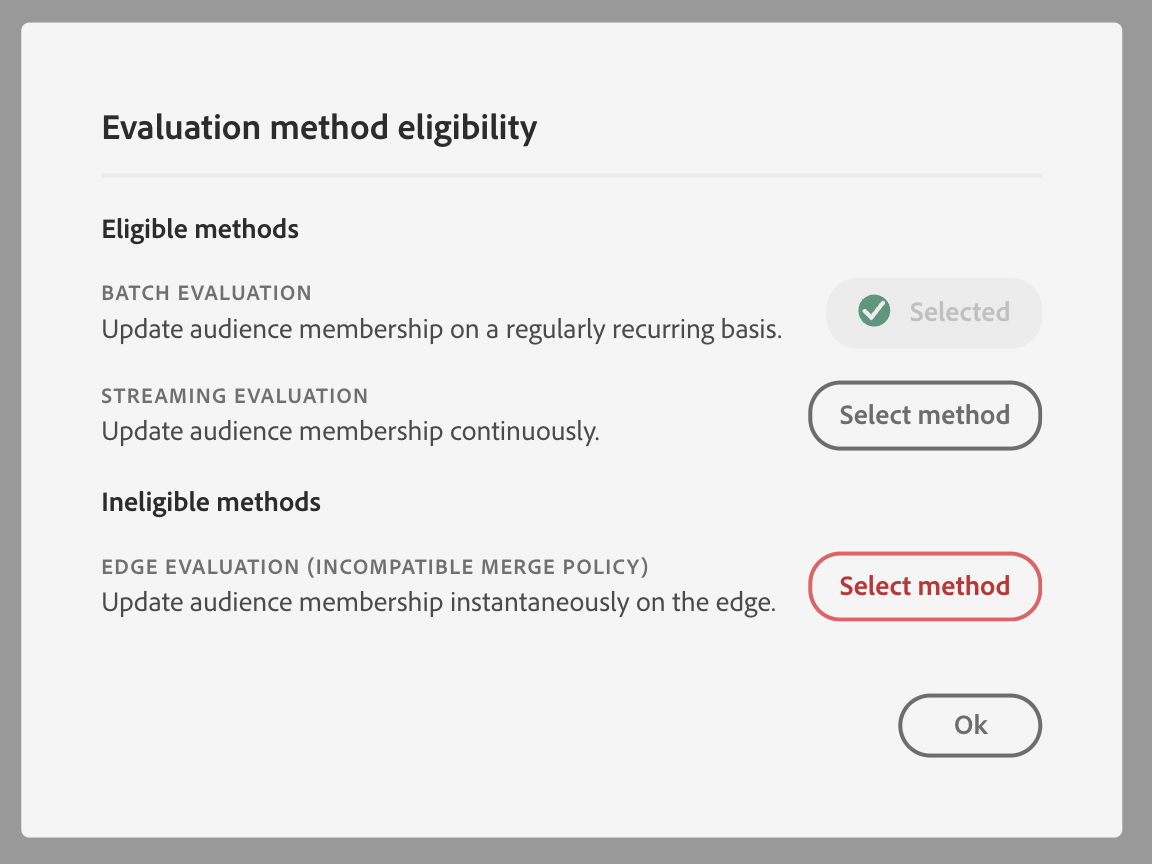 Evaluation method eligibility
Eligible methods
BATCH EVALUATION
Update audience membership on a regularly recurring basis.
Selected
STREAMING EVALUATION
Update audience membership continuously.
Select method
Ineligible methods
EDGE EVALUATION (INCOMPATIBLE MERGE POLICY)
Update audience membership instantaneously on the edge.
Select method
Ok